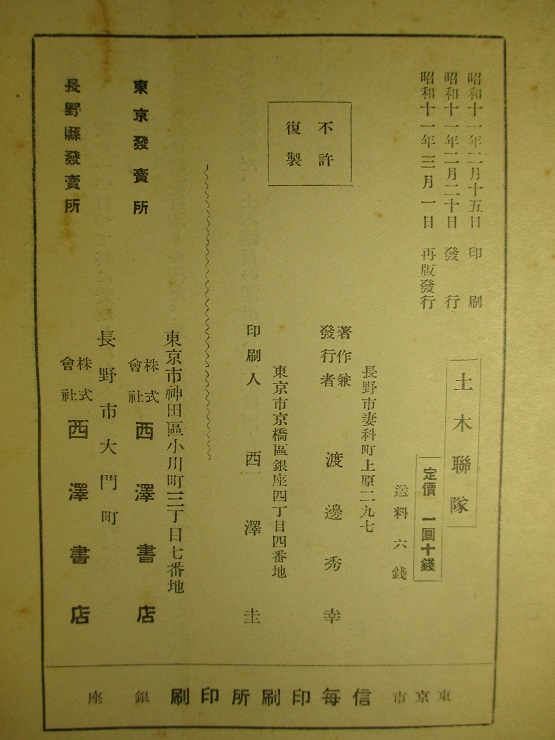 昭和十一年二月十五日 印刷
昭和十一年二月二十日 發行
昭和十一年三月一日 再版發行
土木聯隊
定價 一圓十錢
送料六錢
不許
復製
長野市妻科町上原二九七
著作兼
發行者
渡邊秀幸
東京市京橋區銀座四丁目四番地
印刷人 西澤圭
東京發賣所
東京市神田區小川町三丁目七番地
株式
會社
西澤書店
長野縣發賣所
長野市大門町
株式
會社
西澤書店
東京市 信每印刷所印刷 銀座